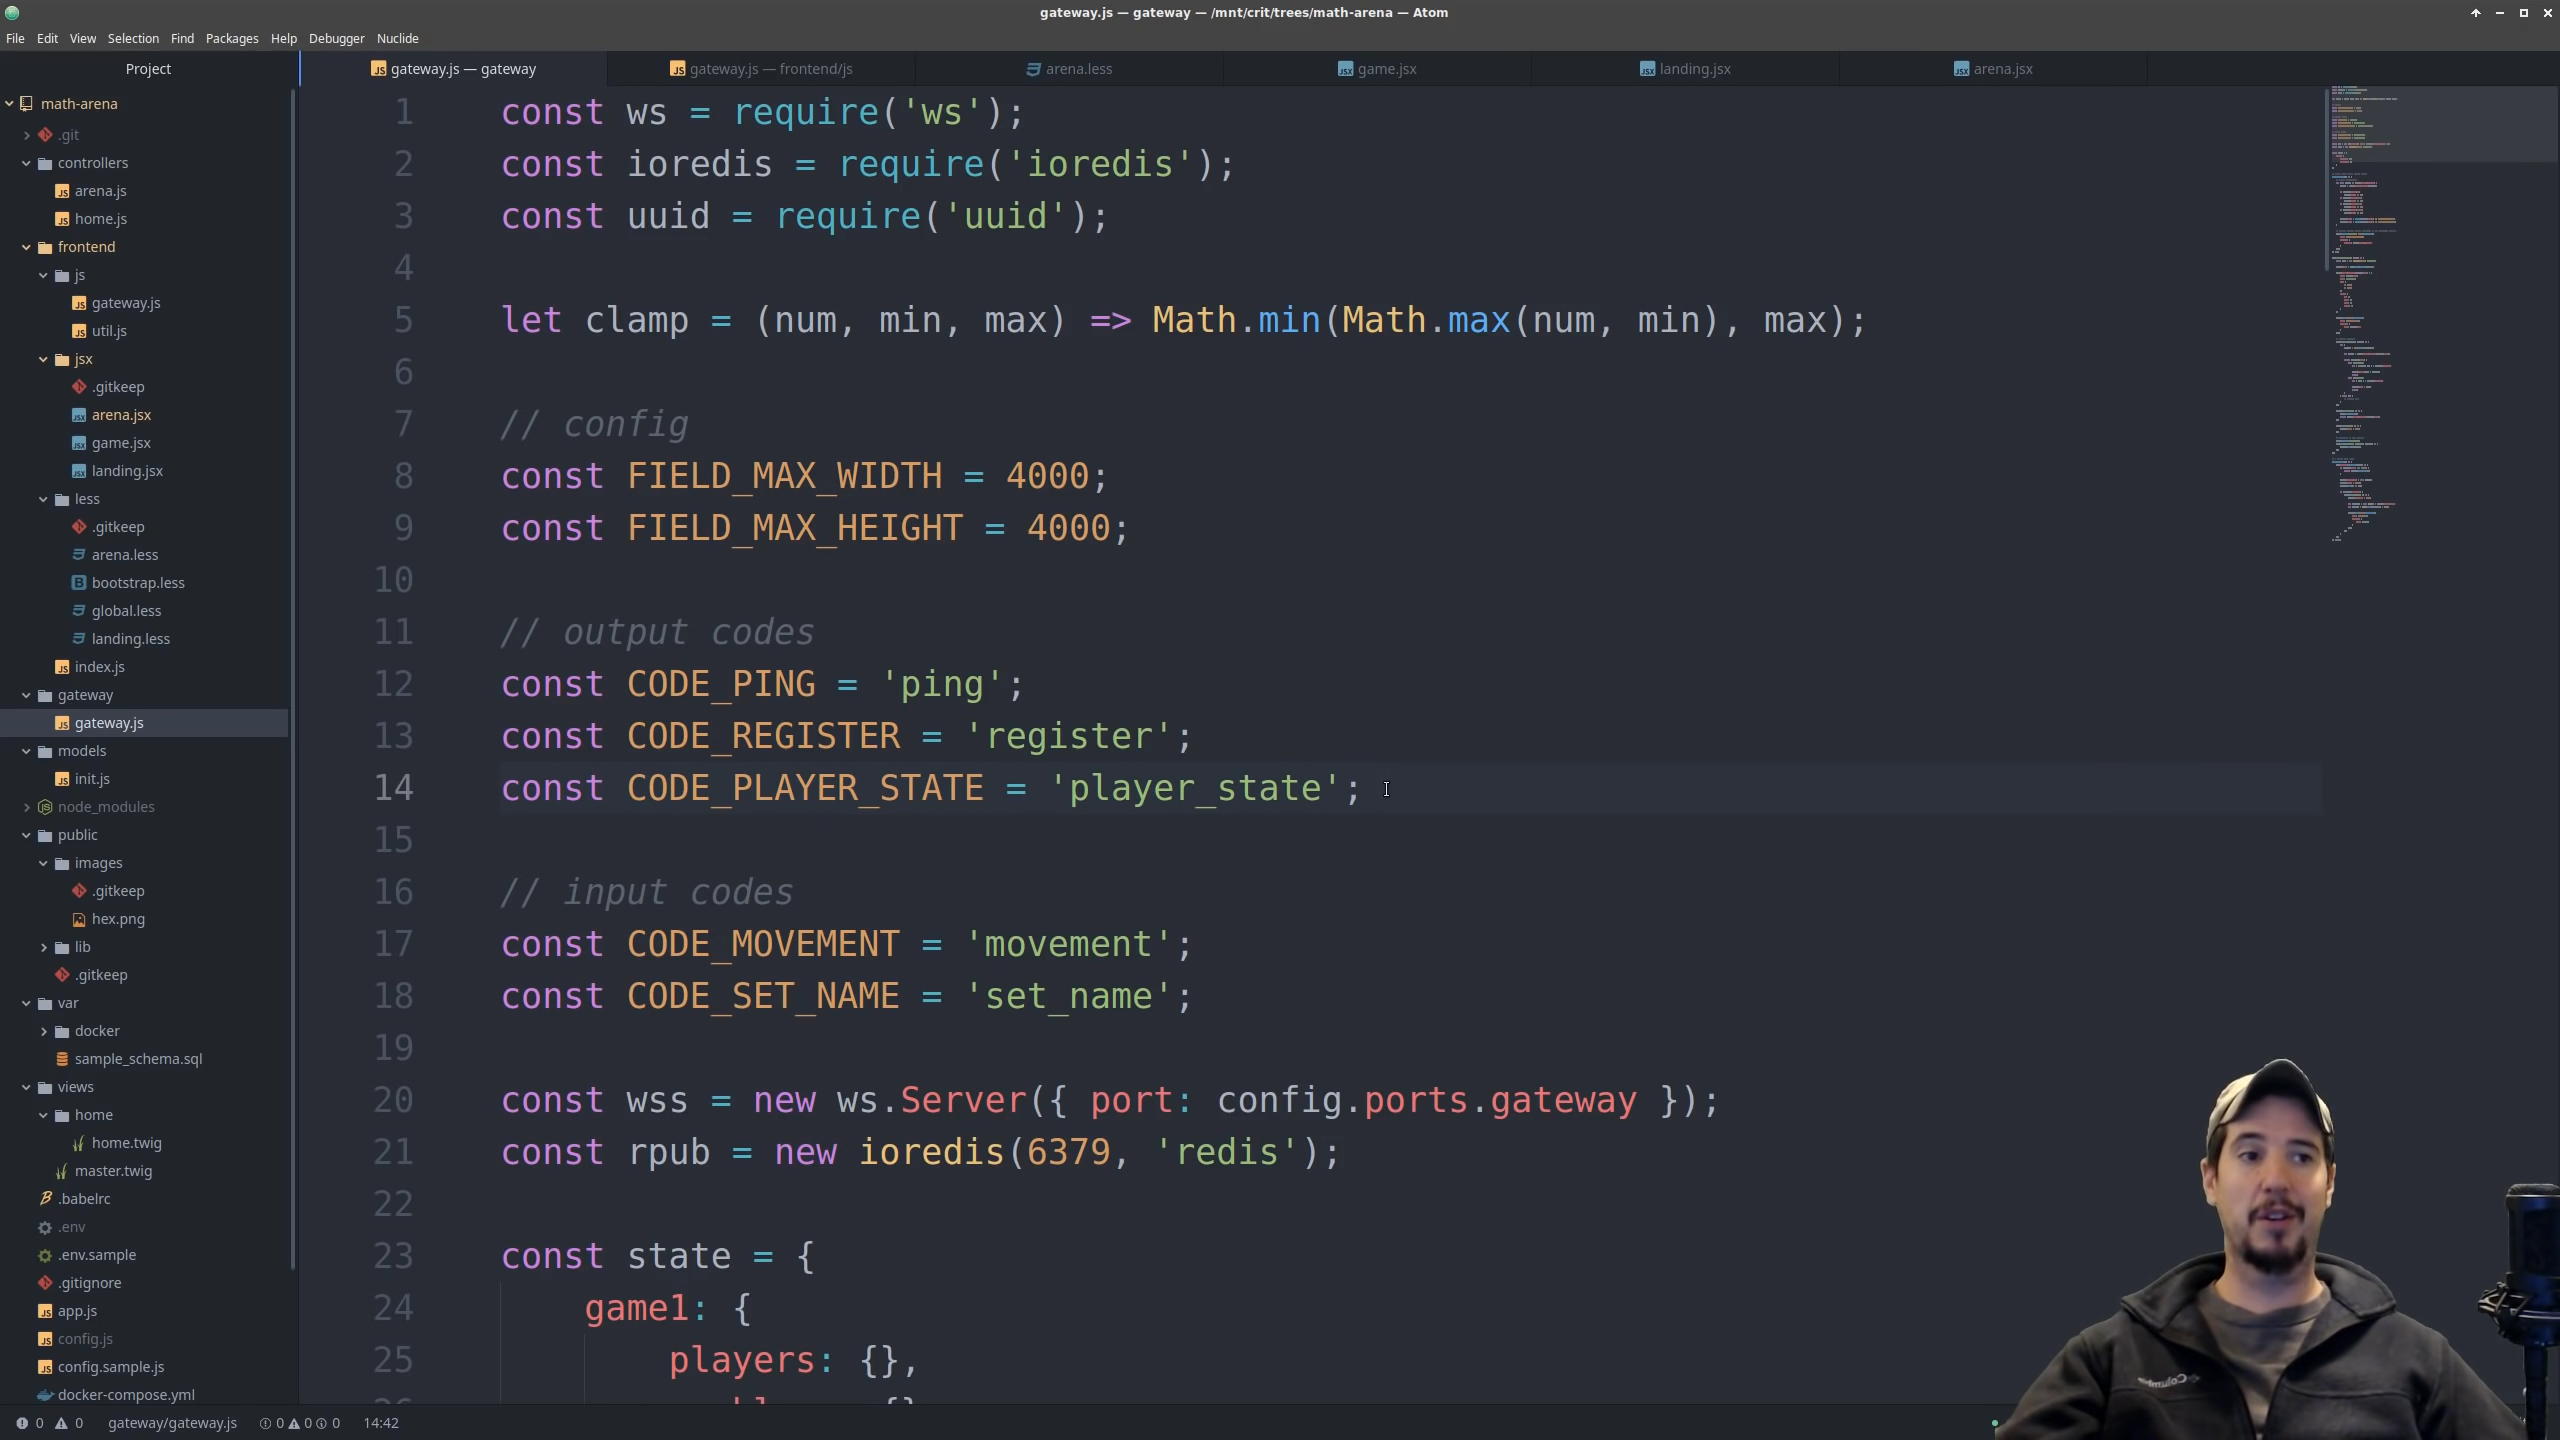 gateway.js — gateway — /mnt/crit/trees/math-arena — Atom
File Edit View Selection Find Packages Help Debugger Nuclide
Project
gateway.js — gateway
gateway.js — frontend/js
arena.less
game.jsx
landing.jsx
arena.jsx
math-arena
.git
controllers
arena.js
home.js
frontend
js
gateway.js
util.js
jsx
.gitkeep
arena.jsx
game.jsx
landing.jsx
less
.gitkeep
arena.less
bootstrap.less
global.less
landing.less
index.js
gateway
gateway.js
models
init.js
node_modules
public
images
.gitkeep
hex.png
lib
.gitkeep
var
docker
sample_schema.sql
views
home
home.twig
master.twig
.babelrc
.env
.env.sample
.gitignore
app.js
config.js
config.sample.js
docker-compose.yml
1 const ws = require('ws');
2 const ioredis = require('ioredis');
3 const uuid = require('uuid');
4
5 let clamp = (num, min, max) => Math.min(Math.max(num, min), max);
6
7 // config
8 const FIELD_MAX_WIDTH = 4000;
9 const FIELD_MAX_HEIGHT = 4000;
10
11 // output codes
12 const CODE_PING = 'ping';
13 const CODE_REGISTER = 'register';
14 const CODE_PLAYER_STATE = 'player_state';
15
16 // input codes
17 const CODE_MOVEMENT = 'movement';
18 const CODE_SET_NAME = 'set_name';
19
20 const wss = new ws.Server({ port: config.ports.gateway });
21 const rpub = new ioredis(6379, 'redis');
22
23 const state = {
24 game1: {
25 players: {},
Columbia
0 0 gateway/gateway.js 0 0 0 14:42